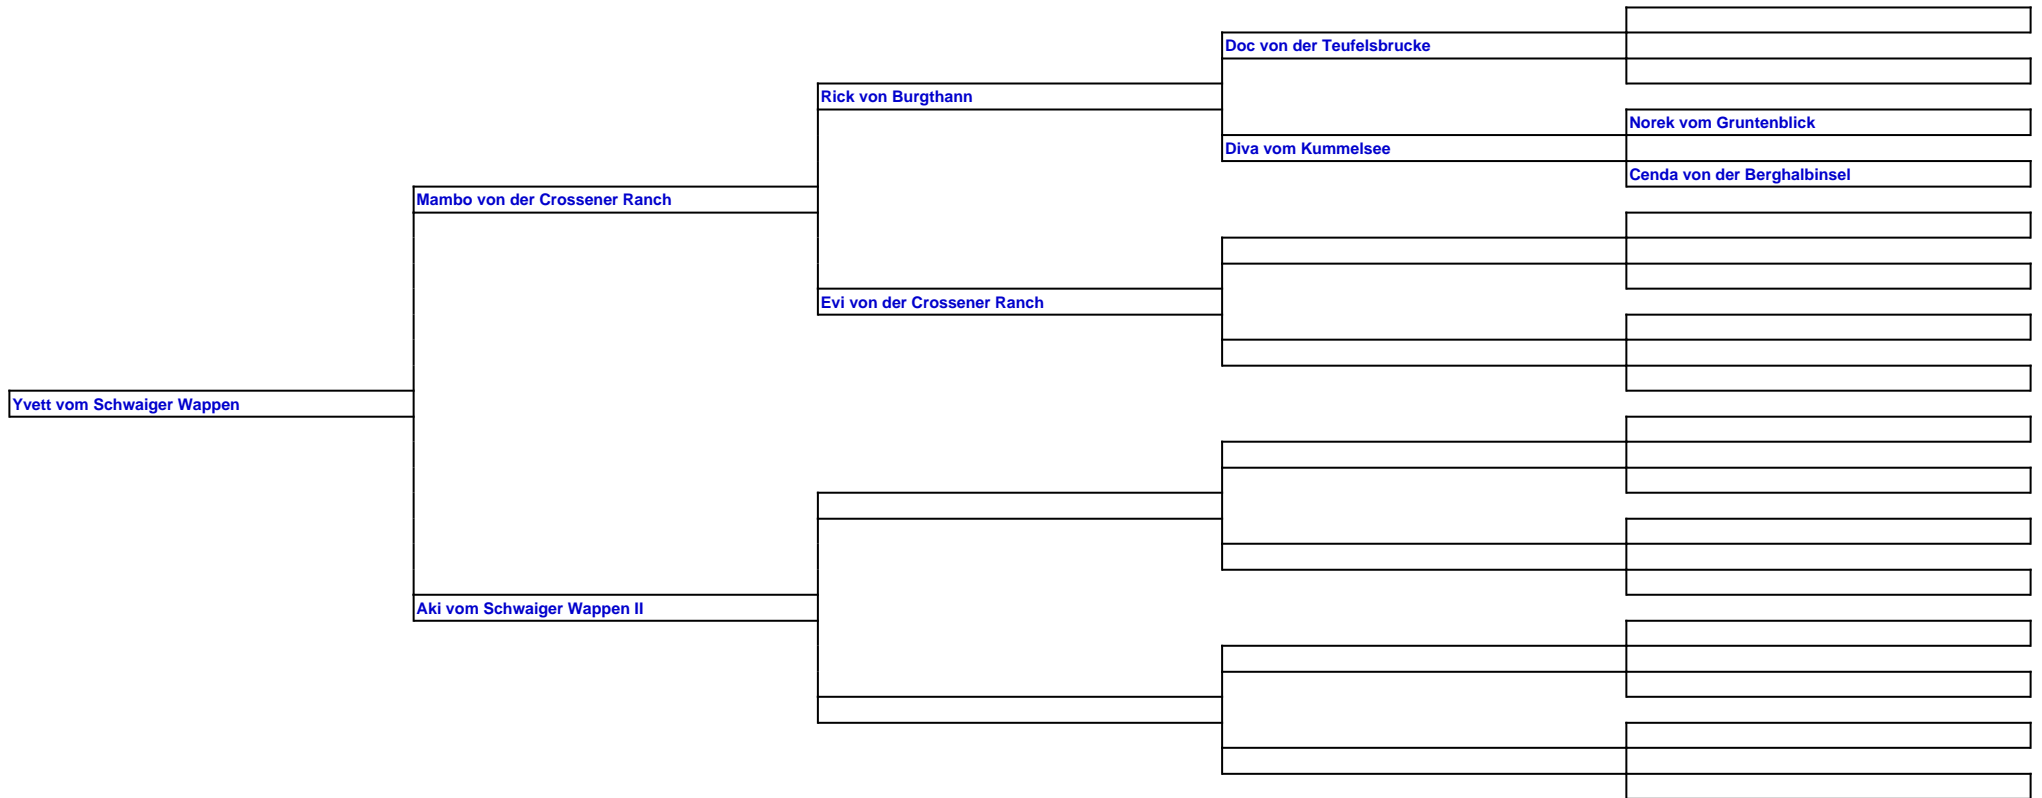 Doc von der Teufelsbrucke
Rick von Burgthann
Norek vom Gruntenblick
Diva vom Kummelsee
Cenda von der Berghalbinsel
Mambo von der Crossener Ranch
Evi von der Crossener Ranch
Yvett vom Schwaiger Wappen
Aki vom Schwaiger Wappen II